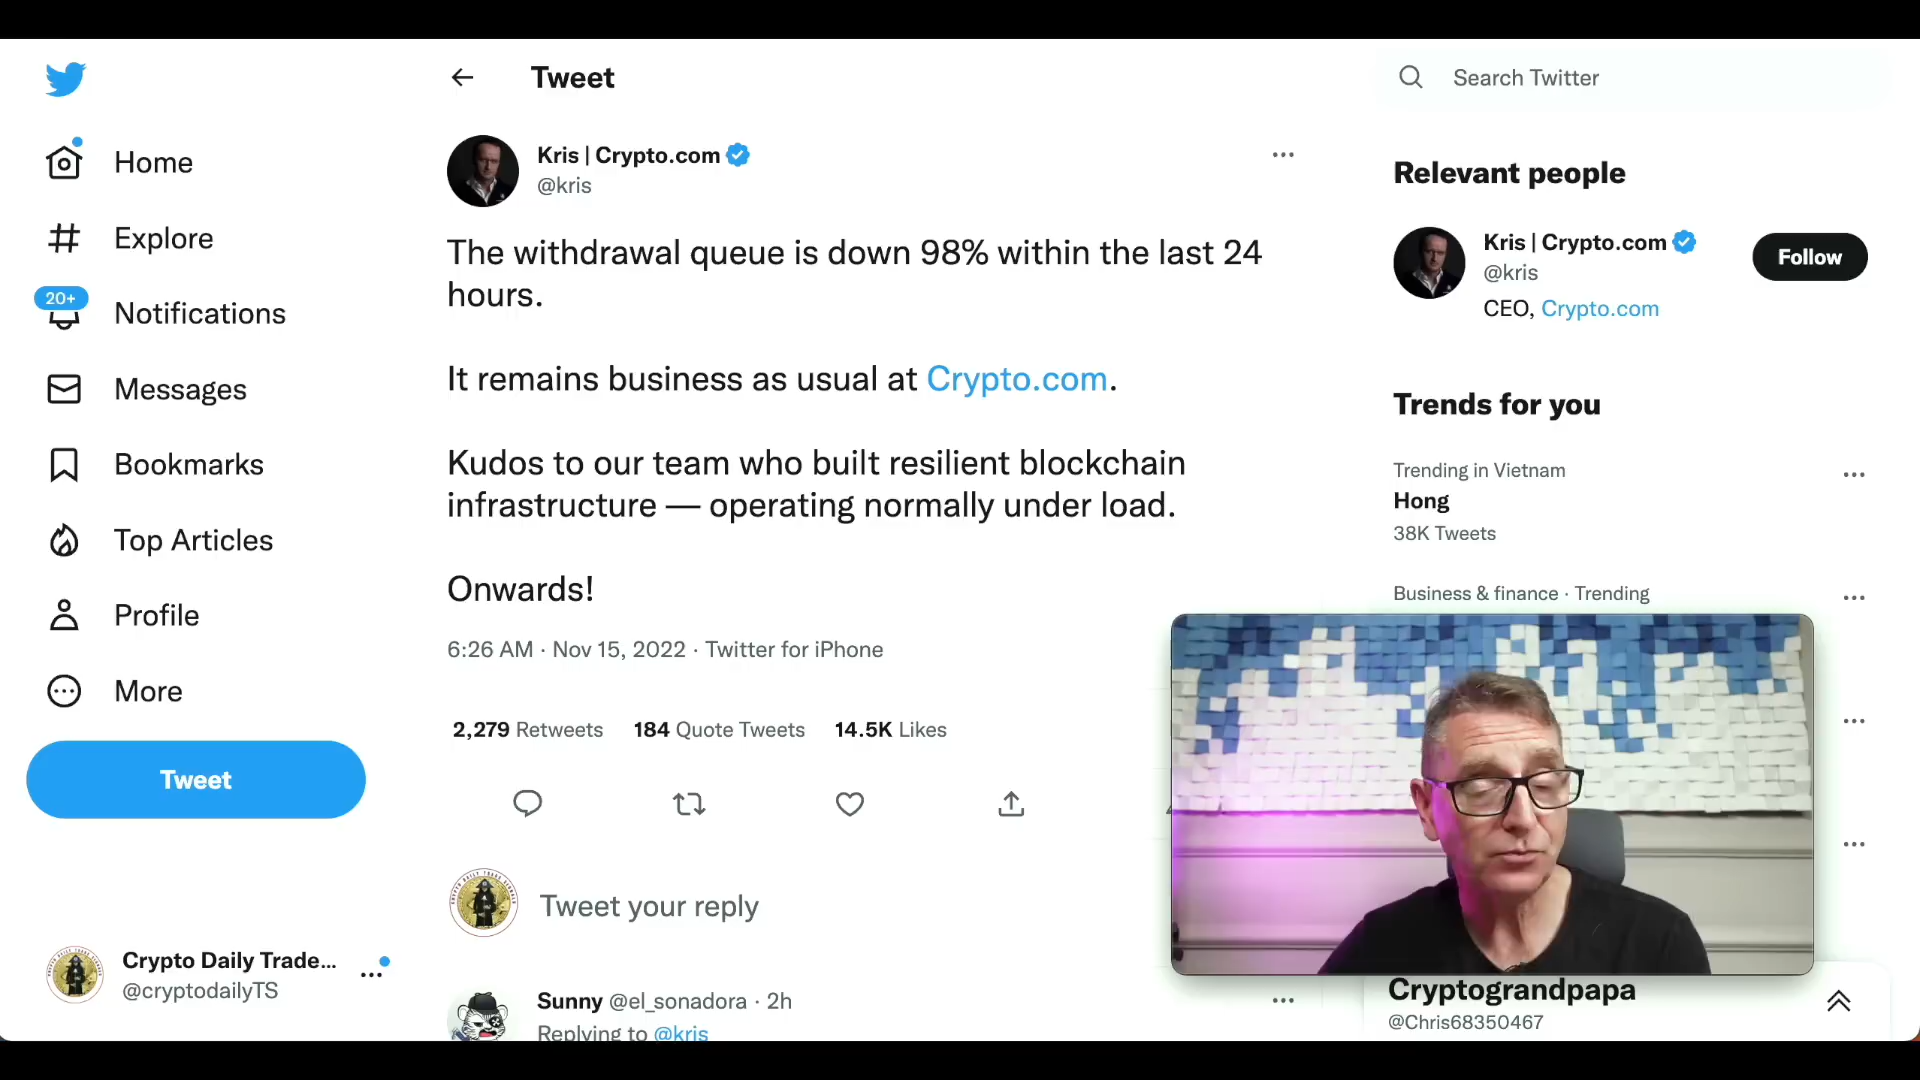 Tweet
Search Twitter
Home
Explore
20+
Notifications
Messages
Bookmarks
Top Articles
Profile
More
Tweet
Crypto Daily Trade...
@cryptodailyTS
Kris | Crypto.com
@kris
The withdrawal queue is down 98% within the last 24
hours.
It remains business as usual at Crypto.com.
Kudos to our team who built resilient blockchain
infrastructure — operating normally under load.
Onwards!
6:26 AM · Nov 15, 2022 · Twitter for iPhone
2,279 Retweets 184 Quote Tweets 14.5K Likes
Tweet your reply
Sunny @el_sonadora · 2h
Replying to @kris
Relevant people
Kris | Crypto.com
@kris
Follow
CEO, Crypto.com
Trends for you
Trending in Vietnam
Hong
38K Tweets
Business & finance · Trending
Cryptograndpapa
@Chris68350467